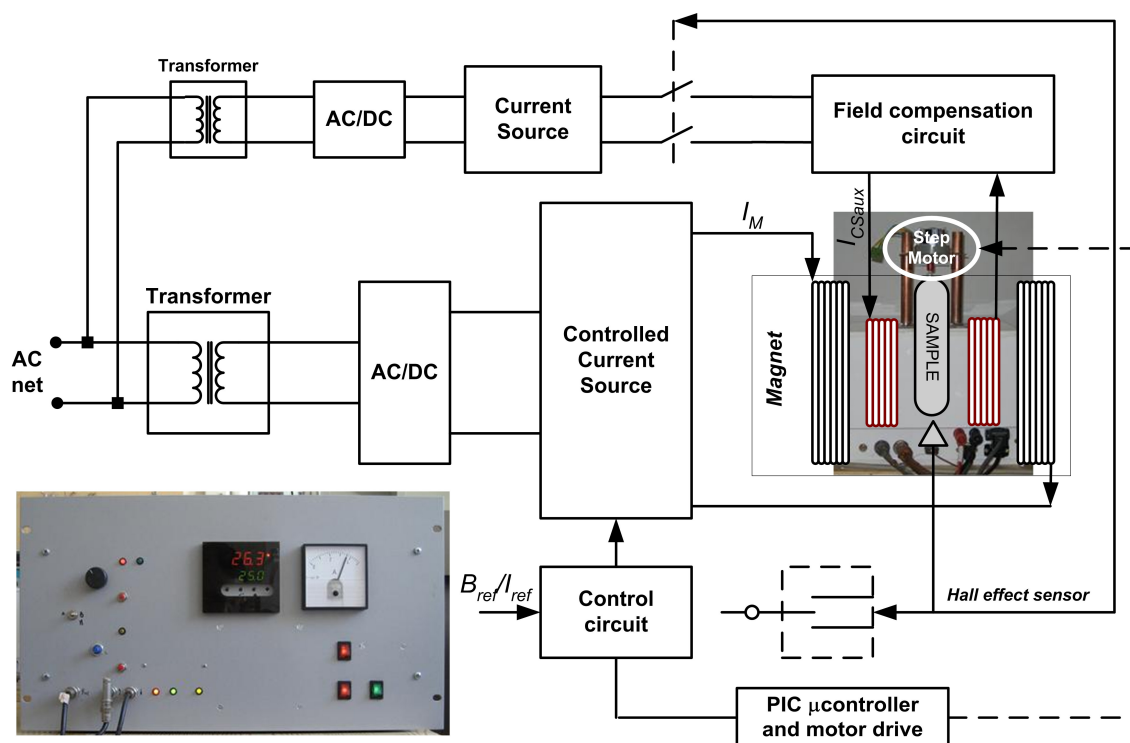 Transformer
AC/DC
Current
Source
Field compensation
circuit
I_CSaux
I_M
Step
Motor
Transformer
AC
net
AC/DC
Controlled
Current
Source
Magnet
SAMPLE
26.3
25.0
A
B_ref/I_ref
Control
circuit
Hall effect sensor
PIC μcontroller
and motor drive